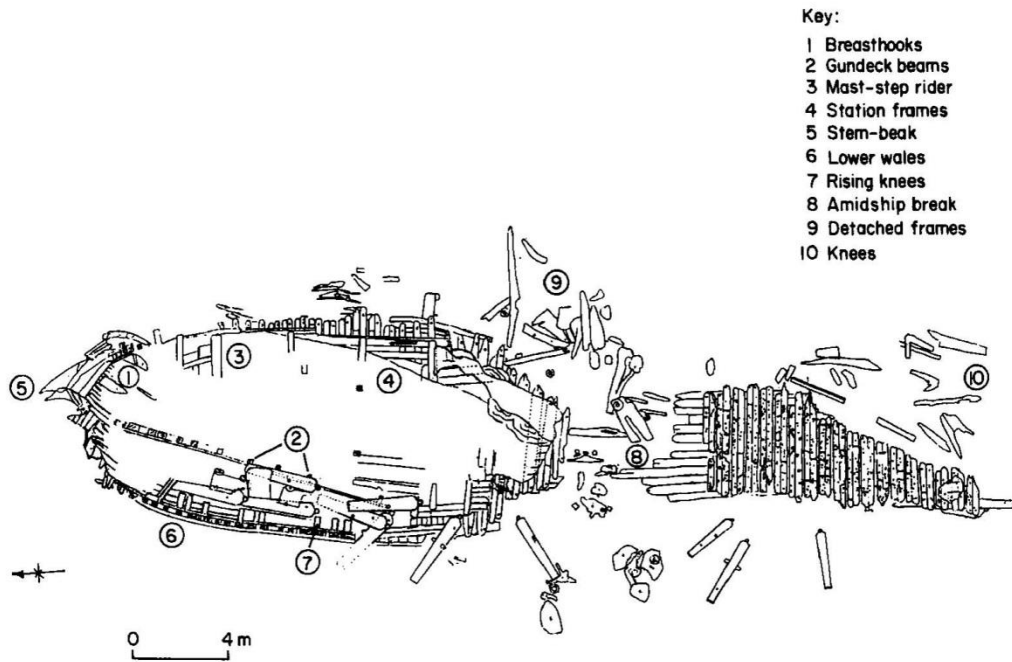 Key:
1 Breasthooks
2 Gundeck beams
3 Mast-step rider
4 Station frames
5 Stem-beak
6 Lower wales
7 Rising knees
8 Amidship break
9 Detached frames
10 Knees
9
3
5
1
4
10
2
8
6
7
0 4 m